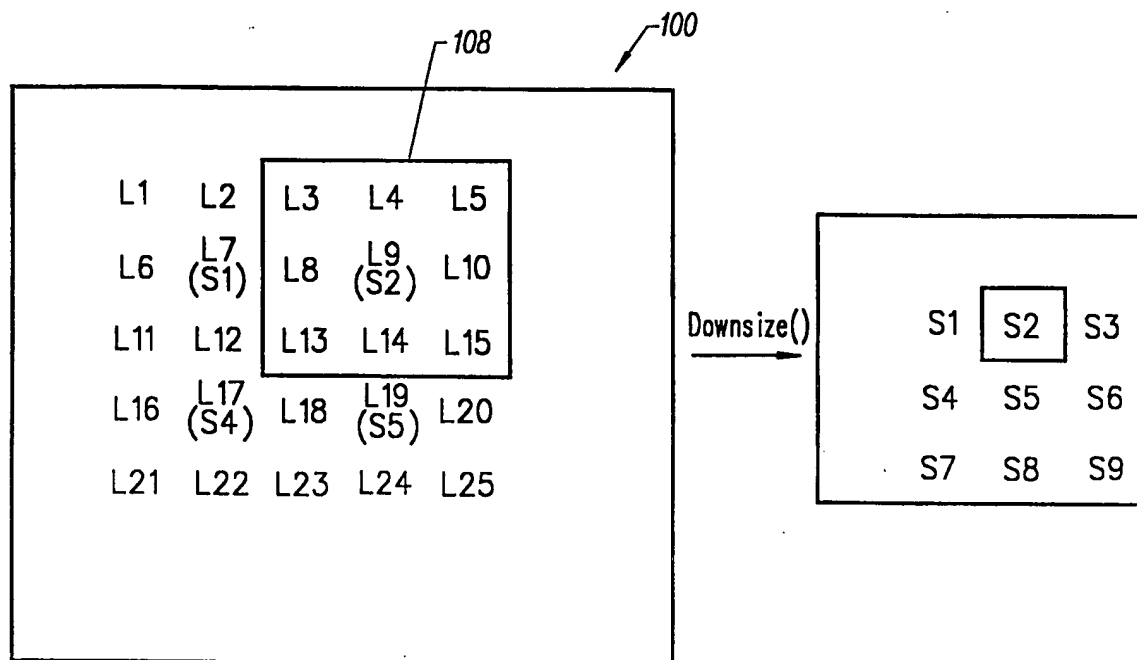 108
100
L1 L2 L3 L4 L5
L6 L7 (S1) L8 L9 (S2) L10
L11 L12 L13 L14 L15
L16 L17 (S4) L18 L19 (S5) L20
L21 L22 L23 L24 L25
Downsize()
S1 S2 S3
S4 S5 S6
S7 S8 S9